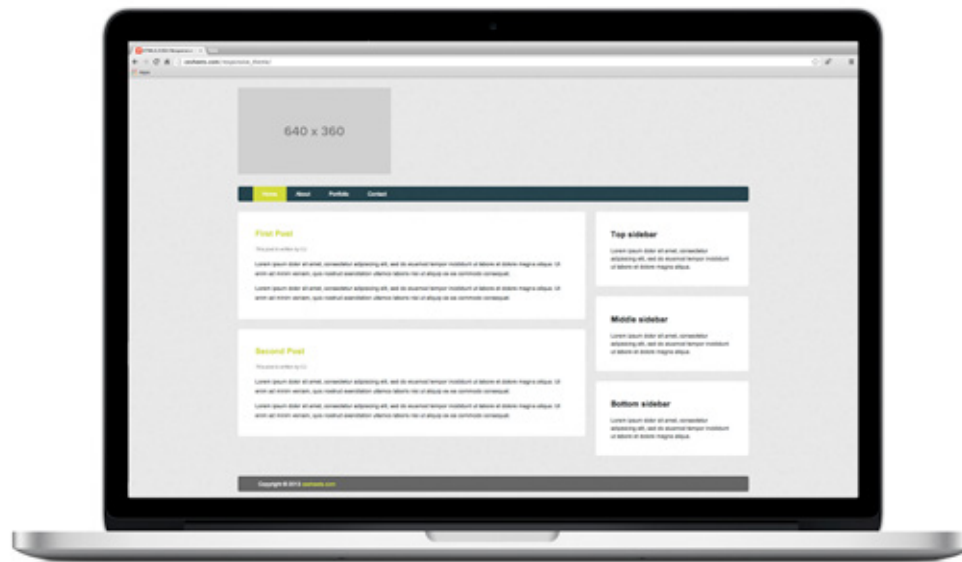 Apps
640 x 360
Home
About
Portfolio
Contact
First Post
Lorem ipsum dolor sit amet, consectetur adipisicing elit, sed do eiusmod tempor incididunt ut labore et dolore magna aliqua. Ut
enim ad minim veniam, quis nostrud exercitation ullamco laboris nisi ut aliquip ex ea commodo consequat.
Lorem ipsum dolor sit amet, consectetur adipisicing elit, sed do eiusmod tempor incididunt ut labore et dolore magna aliqua. Ut
enim ad minim veniam, quis nostrud exercitation ullamco laboris nisi ut aliquip ex ea commodo consequat.
Second Post
Lorem ipsum dolor sit amet, consectetur adipisicing elit, sed do eiusmod tempor incididunt ut labore et dolore magna aliqua. Ut
enim ad minim veniam, quis nostrud exercitation ullamco laboris nisi ut aliquip ex ea commodo consequat.
Lorem ipsum dolor sit amet, consectetur adipisicing elit, sed do eiusmod tempor incididunt ut labore et dolore magna aliqua. Ut
enim ad minim veniam, quis nostrud exercitation ullamco laboris nisi ut aliquip ex ea commodo consequat.
Top sidebar
Lorem ipsum dolor sit amet, consectetur
adipisicing elit, sed do eiusmod tempor incididunt
ut labore et dolore magna aliqua.
Middle sidebar
Lorem ipsum dolor sit amet, consectetur
adipisicing elit, sed do eiusmod tempor incididunt
ut labore et dolore magna aliqua.
Bottom sidebar
Lorem ipsum dolor sit amet, consectetur
adipisicing elit, sed do eiusmod tempor incididunt
ut labore et dolore magna aliqua.
Copyright © 2013